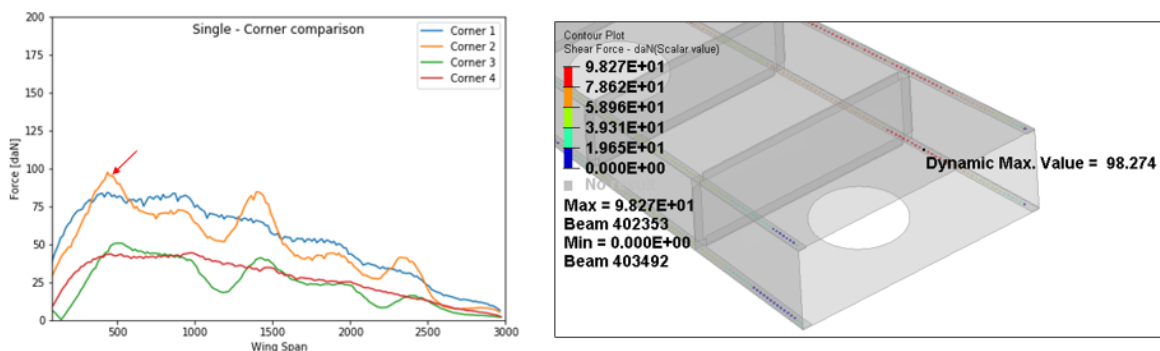 Single - Corner comparison
Corner 1
Corner 2
Corner 3
Corner 4
200
175
150
125
100
75
50
25
0
Force [daN]
500
1000
1500
2000
2500
3000
Wing Span
Contour Plot
Shear Force - daN(Scalar value)
9.827E+01
7.862E+01
5.896E+01
3.931E+01
1.965E+01
0.000E+00
No
Max = 9.827E+01
Beam 402353
Min = 0.000E+00
Beam 403492
Dynamic Max. Value = 98.274